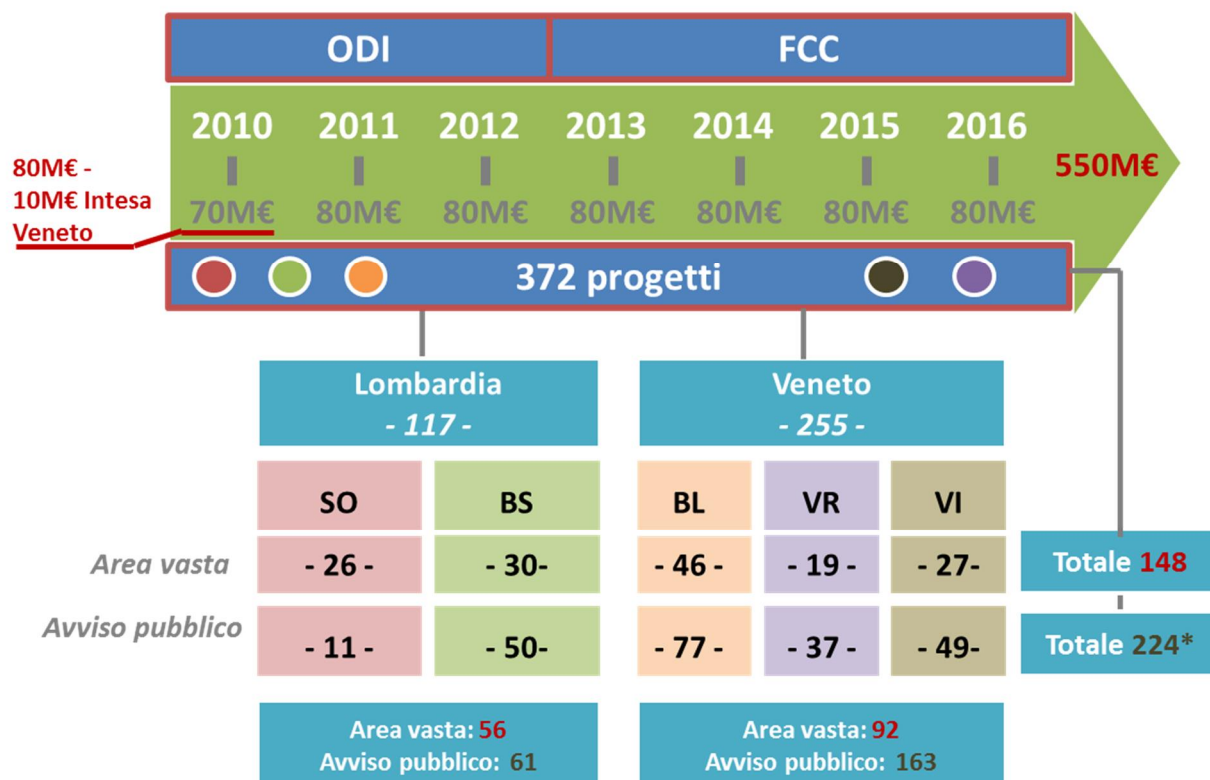 ODI FCC
2010 2011 2012 2013 2014 2015 2016
80M€ -
10M€ Intesa
Veneto
70M€ 80M€ 80M€ 80M€ 80M€ 80M€ 80M€
550M€
372 progetti
Lombardia
- 117 -
Veneto
- 255 -
SO BS BL VR VI
Area vasta - 26 - - 30- - 46 - - 19 - - 27- Totale 148
Avviso pubblico - 11 - - 50- - 77 - - 37 - - 49- Totale 224*
Area vasta: 56
Avviso pubblico: 61
Area vasta: 92
Avviso pubblico: 163